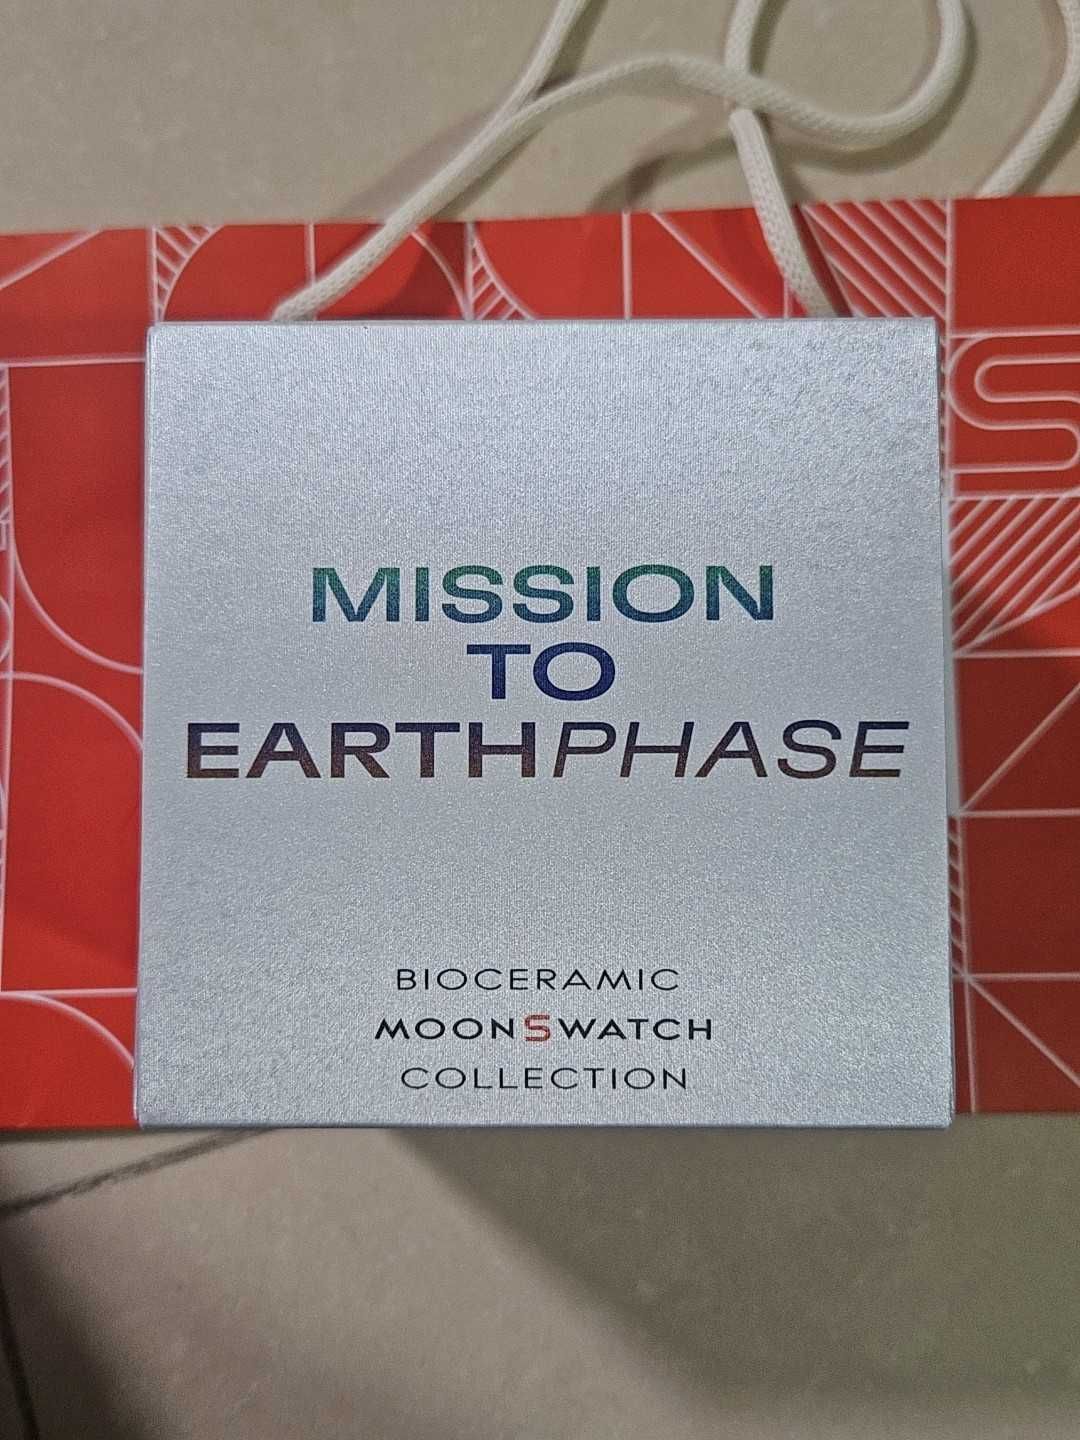 MISSION
TO
EARTHPHASE
BIOCERAMIC
MOONSWATCH
COLLECTION
S